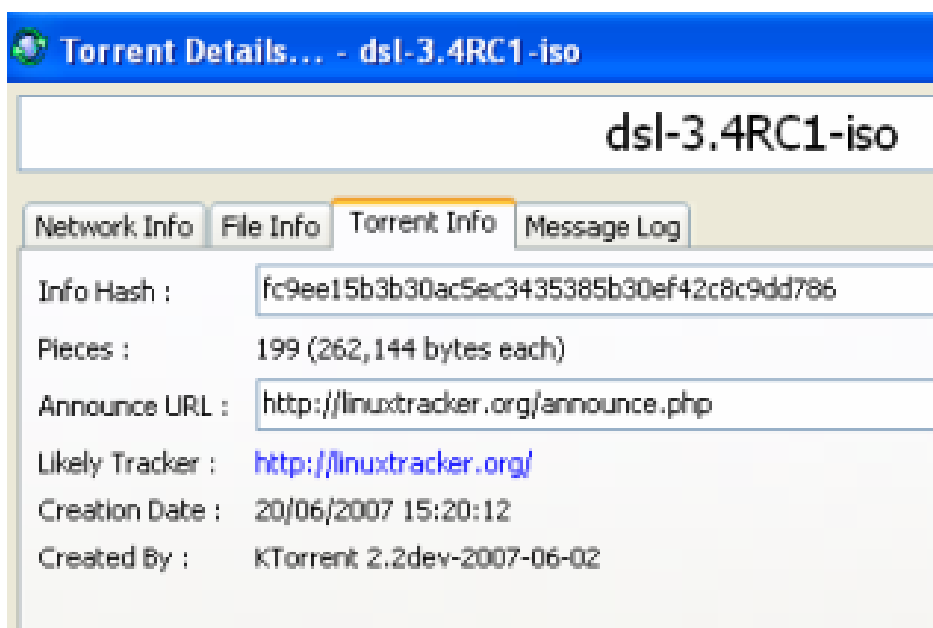 Torrent Details... - dsl-3.4RC1-iso
dsl-3.4RC1-iso
Network Info File Info Torrent Info Message Log
Info Hash : fc9ee15b3b30ac5ec3435385b30ef42c8c9dd786
Pieces : 199 (262,144 bytes each)
Announce URL : http://linuxtracker.org/announce.php
Likely Tracker : http://linuxtracker.org/
Creation Date : 20/06/2007 15:20:12
Created By : KTorrent 2.2dev-2007-06-02